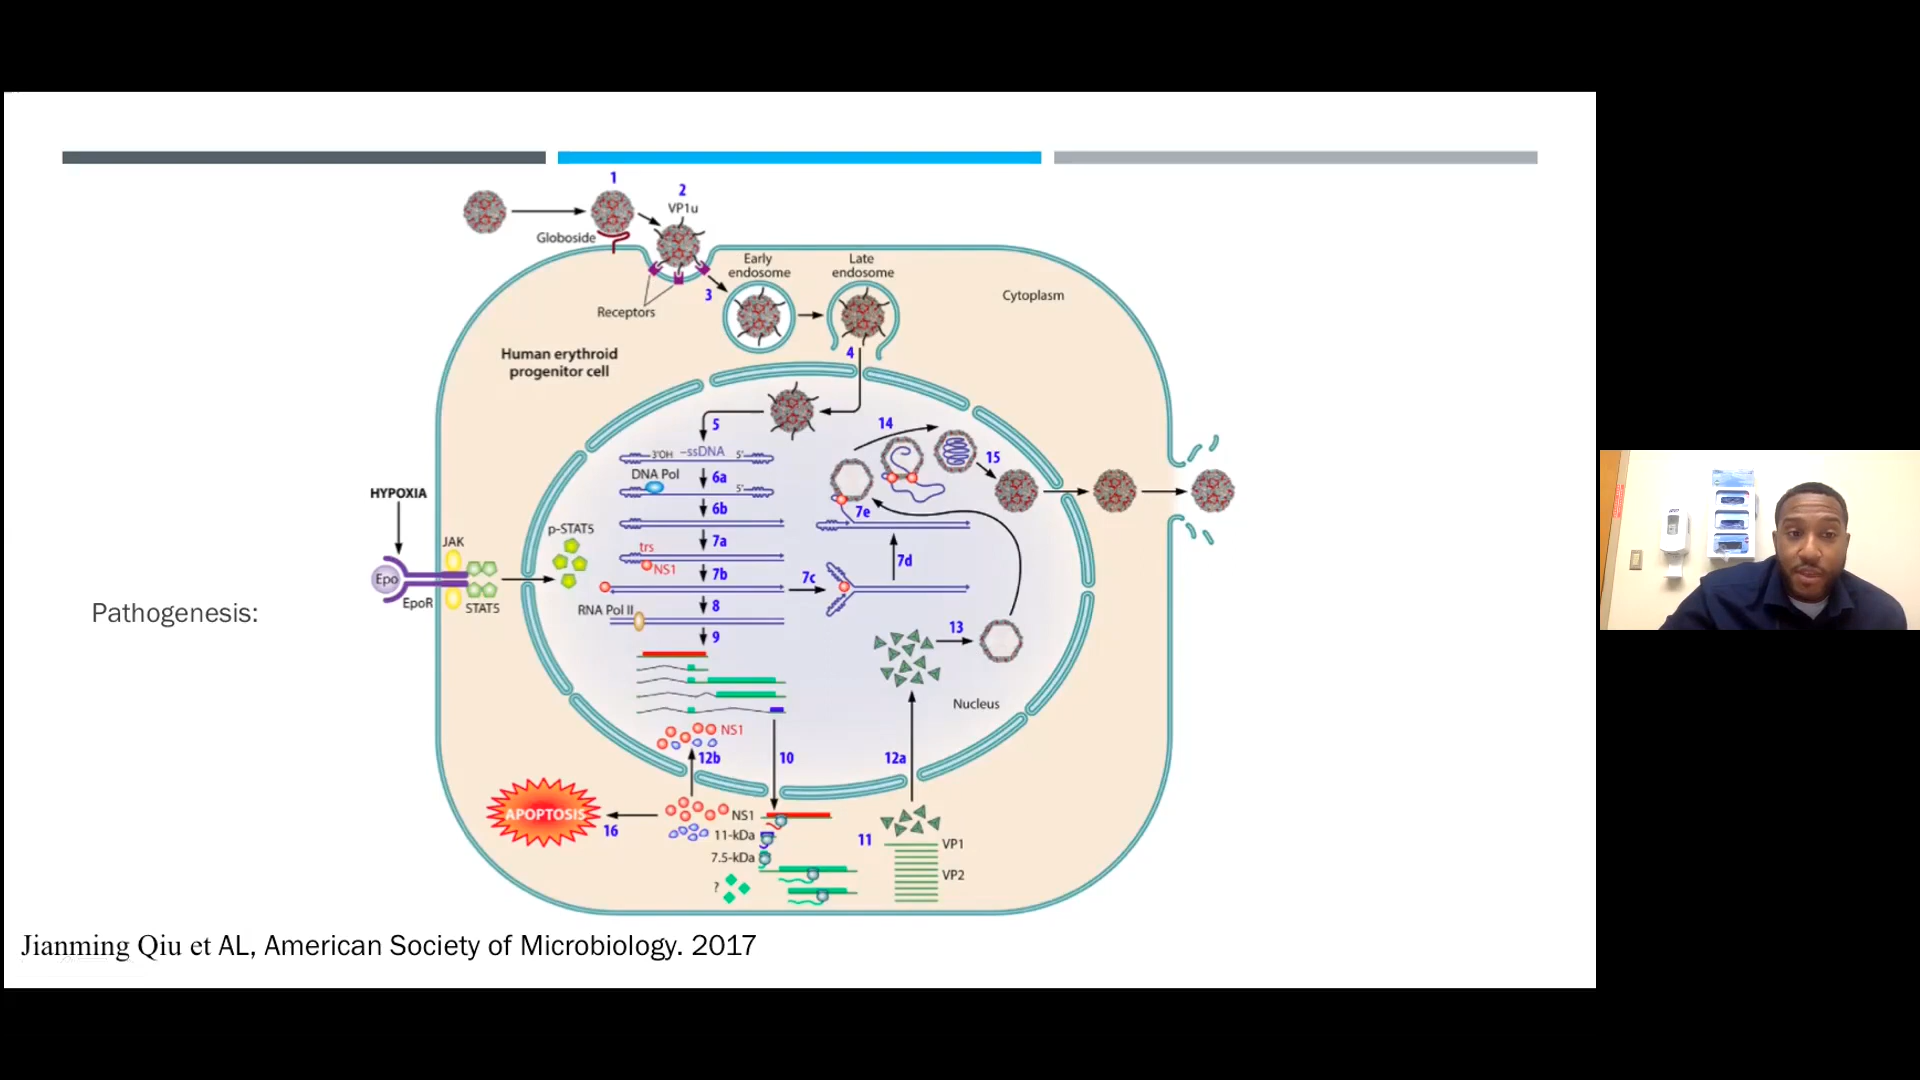 1
2
VP1u
Globoside
Early
endosome
Late
endosome
3
Receptors
Cytoplasm
4
Human erythroid
progenitor cell
5
14
3'OH
-ssDNA
5'
15
DNA Pol
6a
5'
HYPOXIA
6b
7e
p-STAT5
JAK
7a
trs
NS1
7b
7c
7d
Epo
EpoR
STAT5
RNA Pol II
8
Pathogenesis:
9
13
Nucleus
NS1
12b
10
12a
APOPTOSIS
16
NS1
11-kDa
11
VP1
7.5-kDa
VP2
?
Jianming Qiu et AL, American Society of Microbiology. 2017